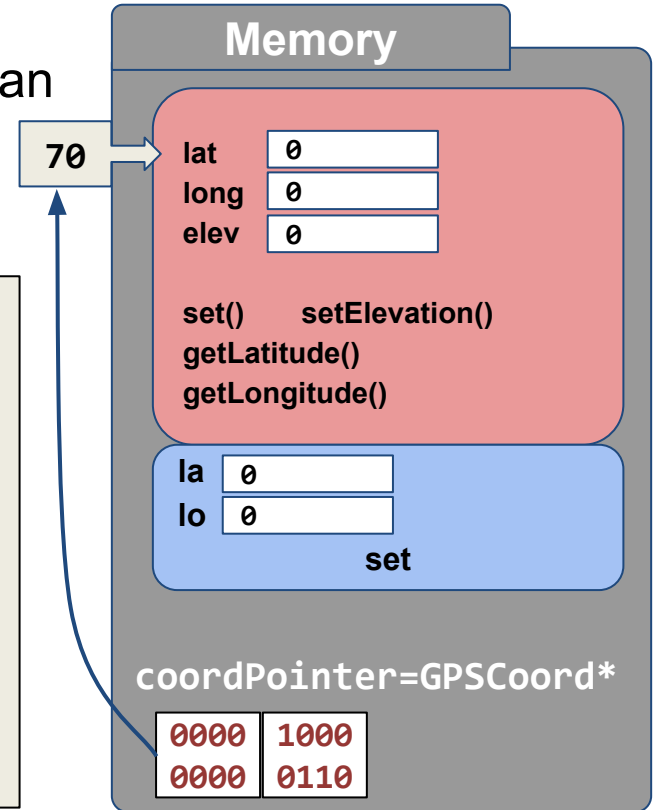 Memory
an
70
lat 0
long 0
elev 0
set() setElevation()
getLatitude()
getLongitude()
la 0
lo 0
set
coordPointer=GPSCoord*
0000 1000
0000 0110